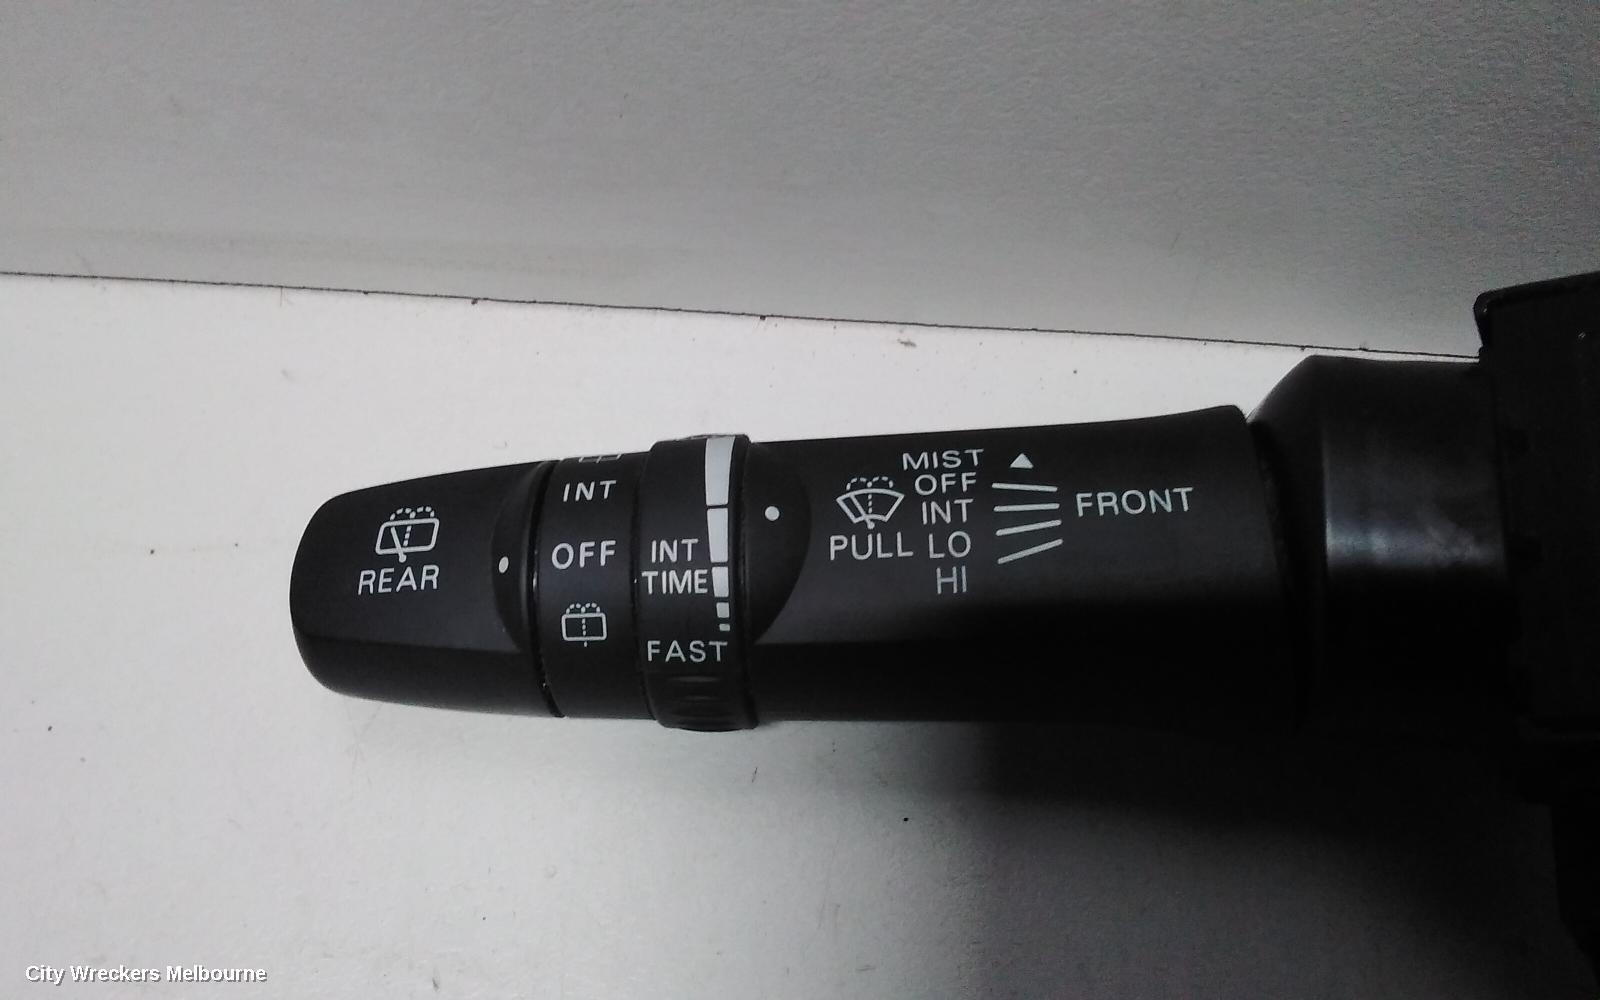 REAR
INT
OFF
INT
TIME
FAST
MIST
OFF
INT
PULL LO
HI
FRONT
City Wreckers Melbourne